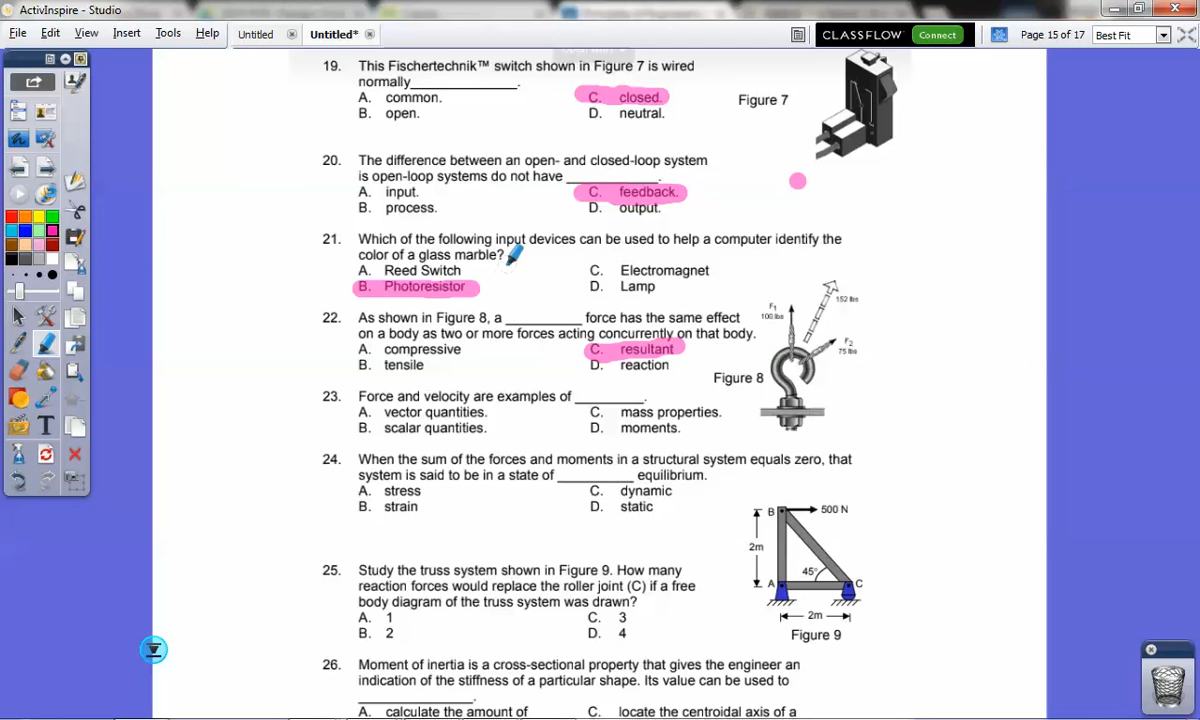 ActivInspire - Studio
File Edit View Insert Tools Help Untitled Untitled* CLASSFLOW Connect Page 15 of 17 Best Fit
19. This Fischertechnik™ switch shown in Figure 7 is wired
normally_______________.
A. common. C. closed.
B. open. D. neutral.
Figure 7
20. The difference between an open- and closed-loop system
is open-loop systems do not have ____________.
A. input. C. feedback.
B. process. D. output.
21. Which of the following input devices can be used to help a computer identify the
color of a glass marble?
A. Reed Switch C. Electromagnet
B. Photoresistor D. Lamp
22. As shown in Figure 8, a __________ force has the same effect
on a body as two or more forces acting concurrently on that body.
A. compressive C. resultant
B. tensile D. reaction
F1
100 lbs
152 lbs
F2
75 lbs
Figure 8
23. Force and velocity are examples of _________.
A. vector quantities. C. mass properties.
B. scalar quantities. D. moments.
24. When the sum of the forces and moments in a structural system equals zero, that
system is said to be in a state of __________ equilibrium.
A. stress C. dynamic
B. strain D. static
B 500 N
2m
45°
A C
2m
Figure 9
25. Study the truss system shown in Figure 9. How many
reaction forces would replace the roller joint (C) if a free
body diagram of the truss system was drawn?
A. 1 C. 3
B. 2 D. 4
26. Moment of inertia is a cross-sectional property that gives the engineer an
indication of the stiffness of a particular shape. Its value can be used to
_______________.
A. calculate the amount of C. locate the centroidal axis of a